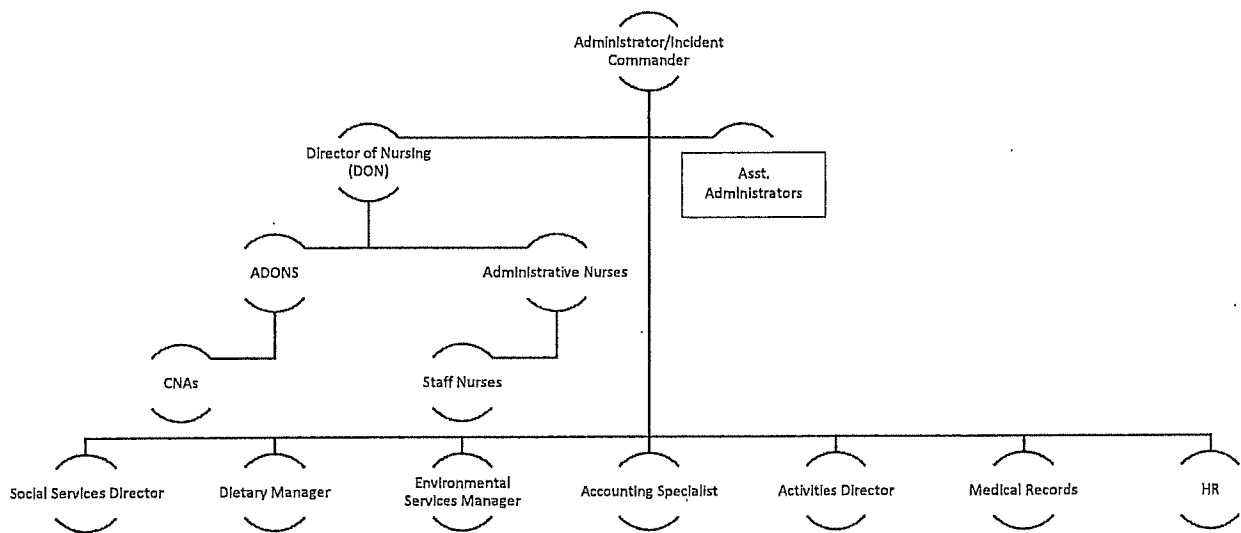 Administrator/Incident
Commander
Director of Nursing
(DON)
Asst.
Administrators
ADONS
Administrative Nurses
CNAs
Staff Nurses
Social Services Director
Dietary Manager
Environmental
Services Manager
Accounting Specialist
Activities Director
Medical Records
HR